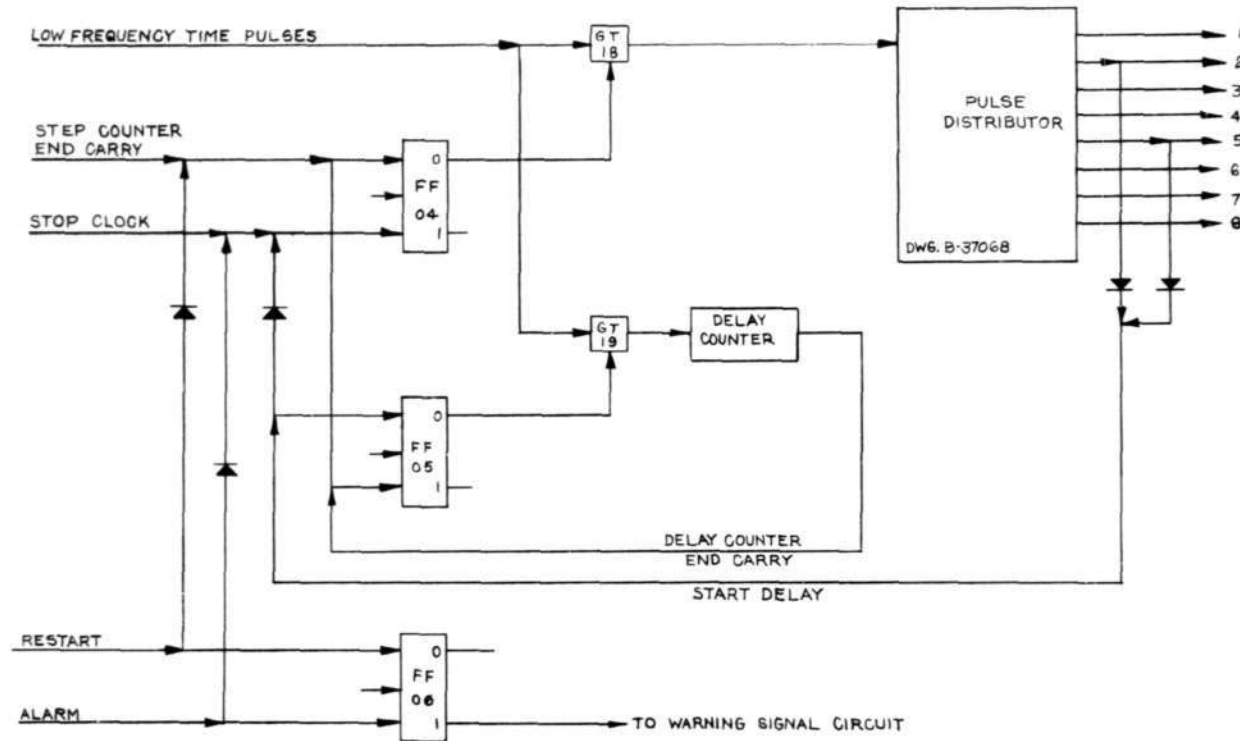 LOW FREQUENCY TIME PULSES
GT
18
1
2
3
4
5
6
7
8
PULSE
DISTRIBUTOR
DWG. B-37068
STEP COUNTER
END CARRY
STOP CLOCK
0
FF
04
1
GT
19
DELAY
COUNTER
0
FF
05
1
DELAY COUNTER
END CARRY
START DELAY
RESTART
ALARM
0
FF
06
1
TO WARNING SIGNAL CIRCUIT